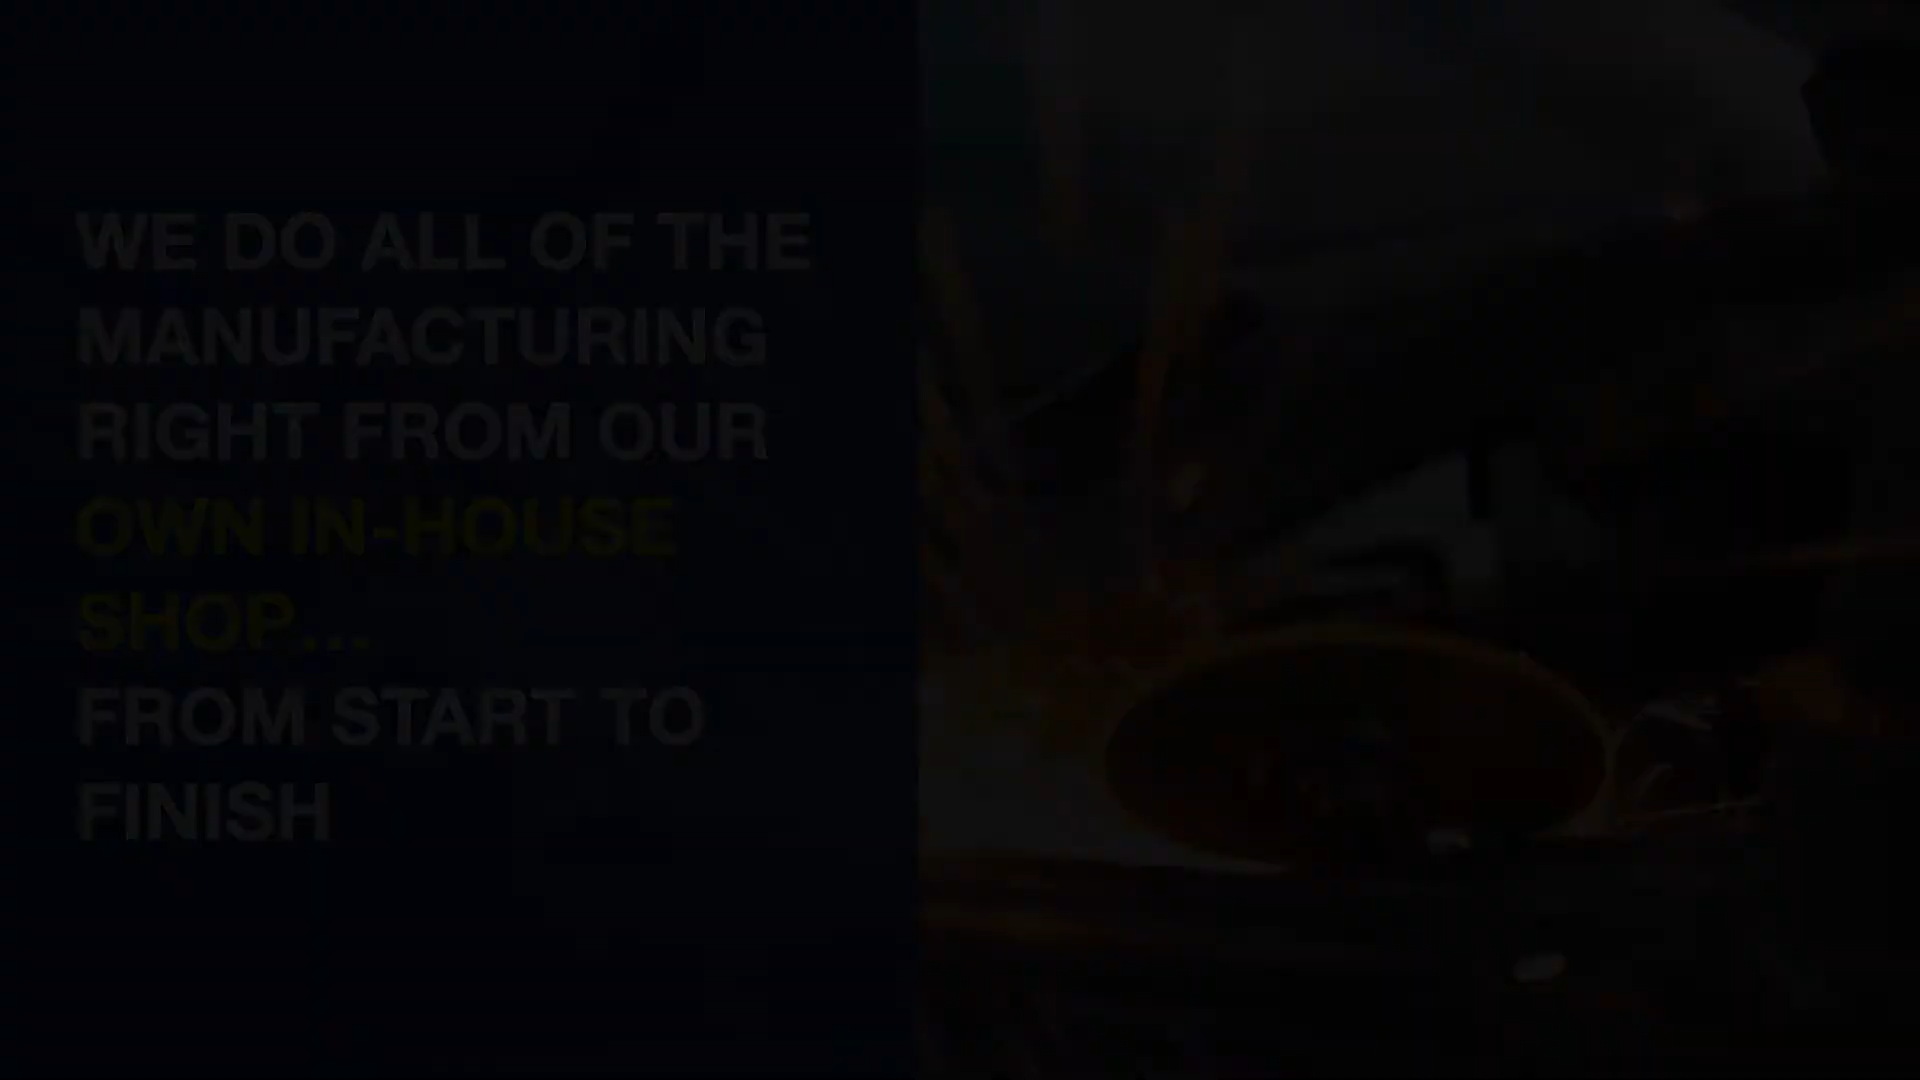 WE DO ALL OF THE
MANUFACTURING
RIGHT FROM OUR
OWN IN-HOUSE
SHOP...
FROM START TO
FINISH